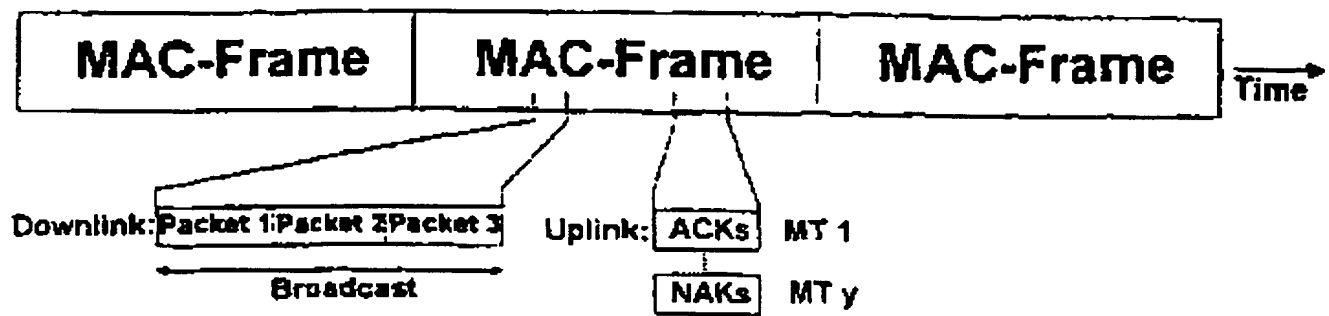 MAC-Frame MAC-Frame MAC-Frame
Time
Downlink: Packet 1 Packet 2 Packet 3 Uplink: ACKs MT 1
Broadcast NAKs MT y